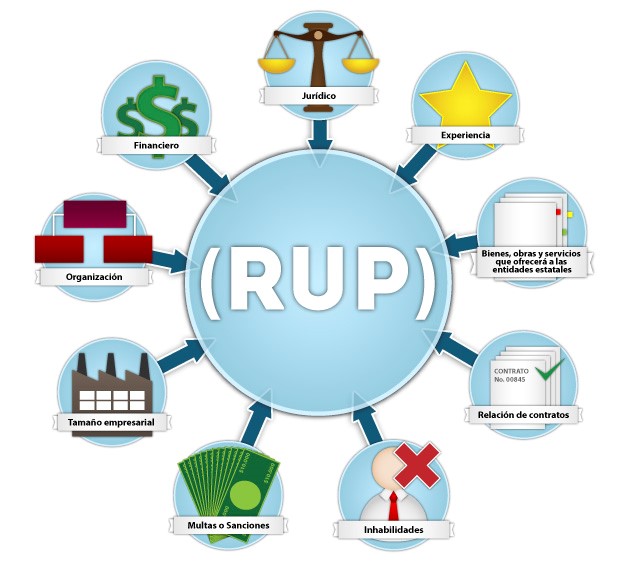 Jurídico
Experiencia
Bienes, obras y servicios
que ofrecerá a las
entidades estatales
CONTRATO
No. 00845
Relación de contratos
Inhabilidades
Multas o Sanciones
Tamaño empresarial
Organización
Financiero
(RUP)